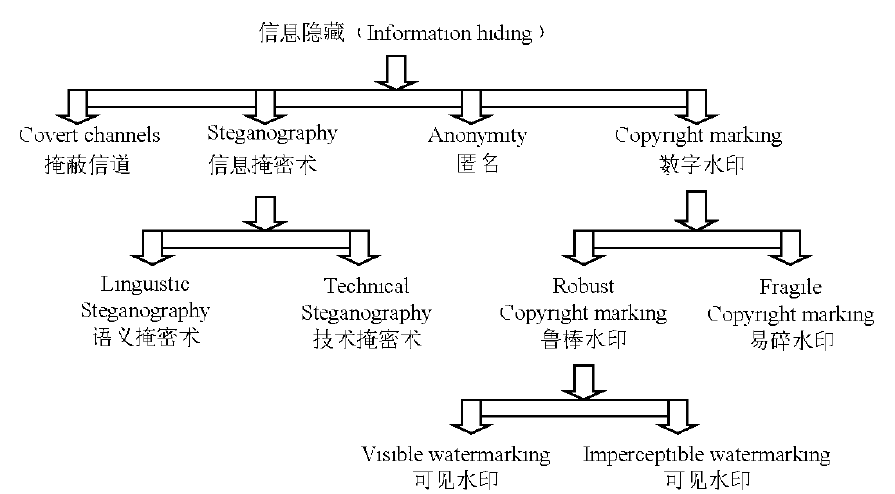 信息隐藏（Information hiding）
Covert channels
掩蔽信道
Steganography
信息掩密术
Anonymity
匿名
Copyright marking
数字水印
Linguistic
Steganography
语义掩密术
Technical
Steganography
技术掩密术
Robust
Copyright marking
鲁棒水印
Fragile
Copyright marking
易碎水印
Visible watermarking
可见水印
Imperceptible watermarking
可见水印